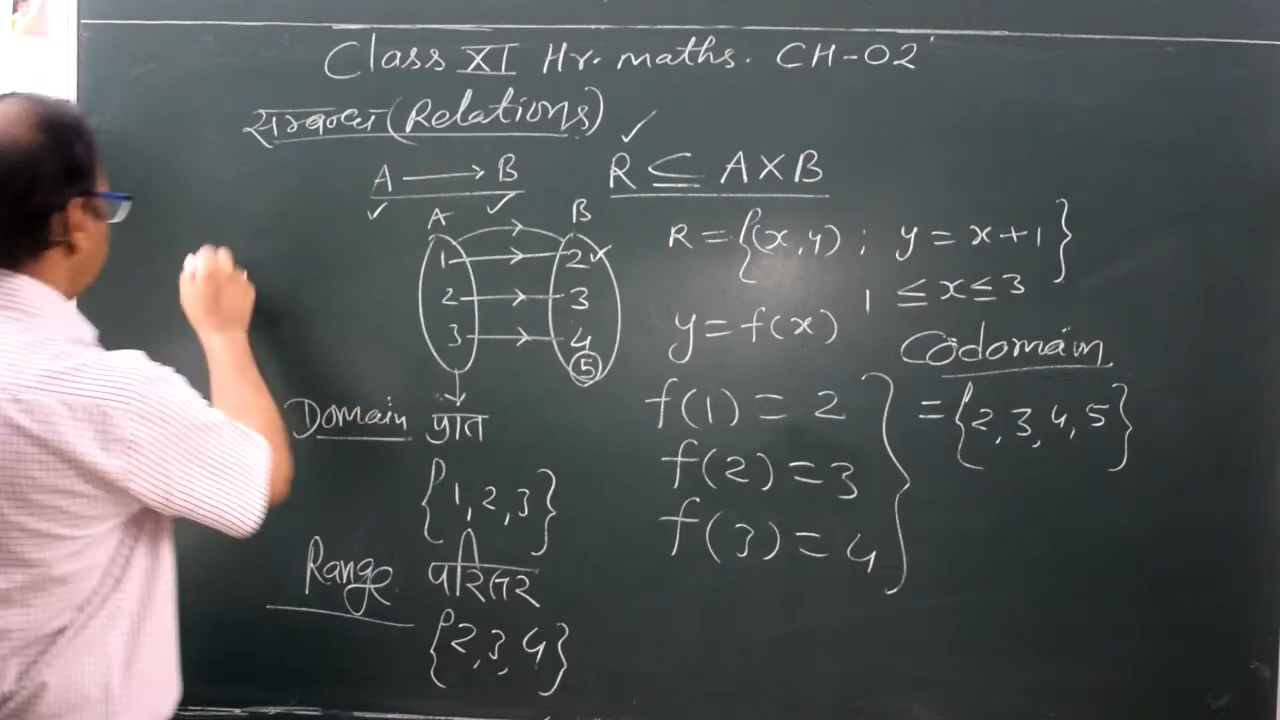 Class XI Hr. maths. CH-02
सम्बन्ध (Relations)
A → B R ⊆ A×B
A B
1 2
2 3
3 4
5
R = {(x, y) ; y = x+1}
1 ≤ x ≤ 3
y = f(x)
Codomain
= {2, 3, 4, 5}
f(1) = 2
f(2) = 3
f(3) = 4
Domain प्रांत
{1, 2, 3}
Range परिसर
{2, 3, 4}